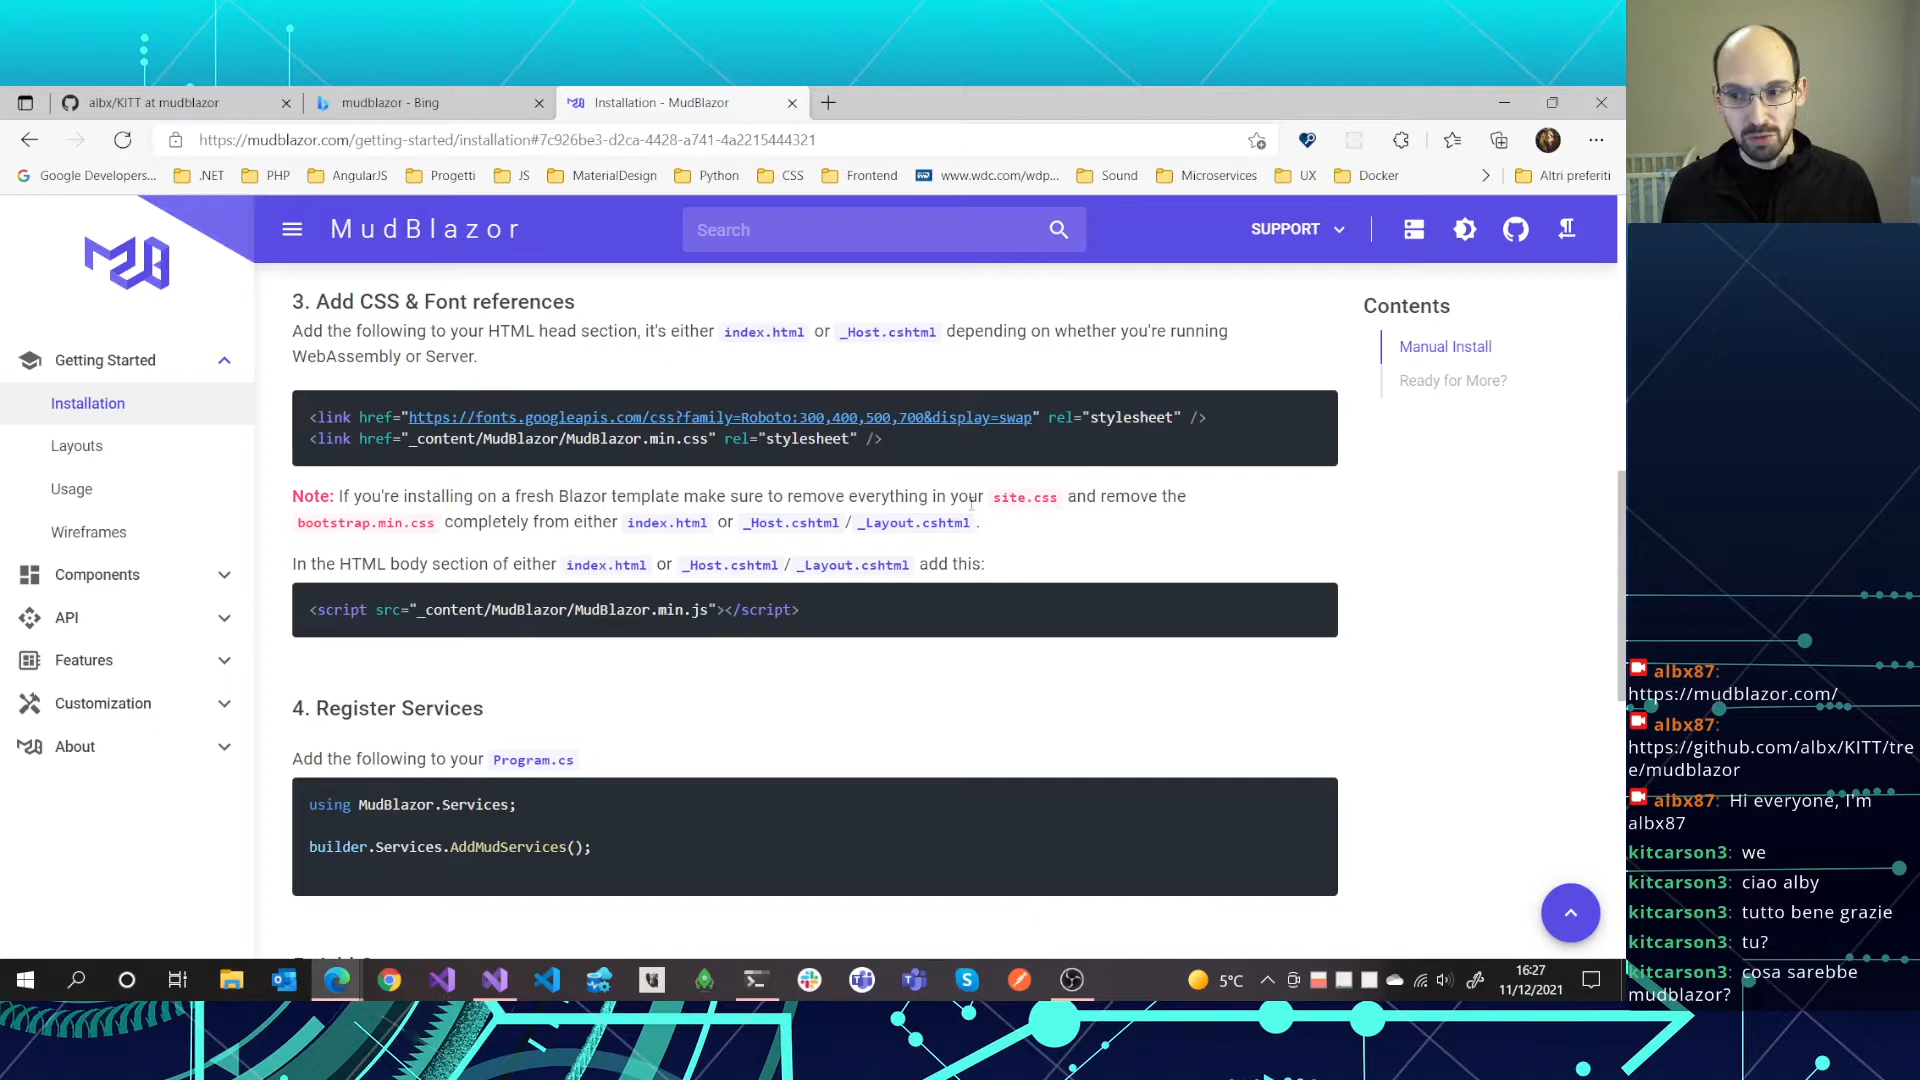 albx/KITT at mudblazor
mudblazor - Bing
Installation - MudBlazor
https://mudblazor.com/getting-started/installation#7c926be3-d2ca-4428-a741-4a2215444321
Google Developers...
.NET
PHP
AngularJS
Progetti
JS
MaterialDesign
Python
CSS
Frontend
www.wdc.com/wdp...
Sound
Microservices
UX
Docker
Altri preferiti
MudBlazor
Search
SUPPORT
Getting Started
Installation
Layouts
Usage
Wireframes
Components
API
Features
Customization
About
3. Add CSS & Font references
Add the following to your HTML head section, it's either index.html or _Host.cshtml depending on whether you're running
WebAssembly or Server.
<link href="https://fonts.googleapis.com/css?family=Roboto:300,400,500,700&display=swap" rel="stylesheet" />
<link href="_content/MudBlazor/MudBlazor.min.css" rel="stylesheet" />
Note: If you're installing on a fresh Blazor template make sure to remove everything in your site.css and remove the
bootstrap.min.css completely from either index.html or _Host.cshtml / _Layout.cshtml .
In the HTML body section of either index.html or _Host.cshtml / _Layout.cshtml add this:
<script src="_content/MudBlazor/MudBlazor.min.js"></script>
4. Register Services
Add the following to your Program.cs
using MudBlazor.Services;
builder.Services.AddMudServices();
Contents
Manual Install
Ready for More?
albx87:
https://mudblazor.com/
albx87:
https://github.com/albx/KITT/tre
e/mudblazor
albx87: Hi everyone, I'm
albx87
kitcarson3: we
kitcarson3: ciao alby
kitcarson3: tutto bene grazie
kitcarson3: tu?
kitcarson3: cosa sarebbe
mudblazor?
5°C
16:27
11/12/2021